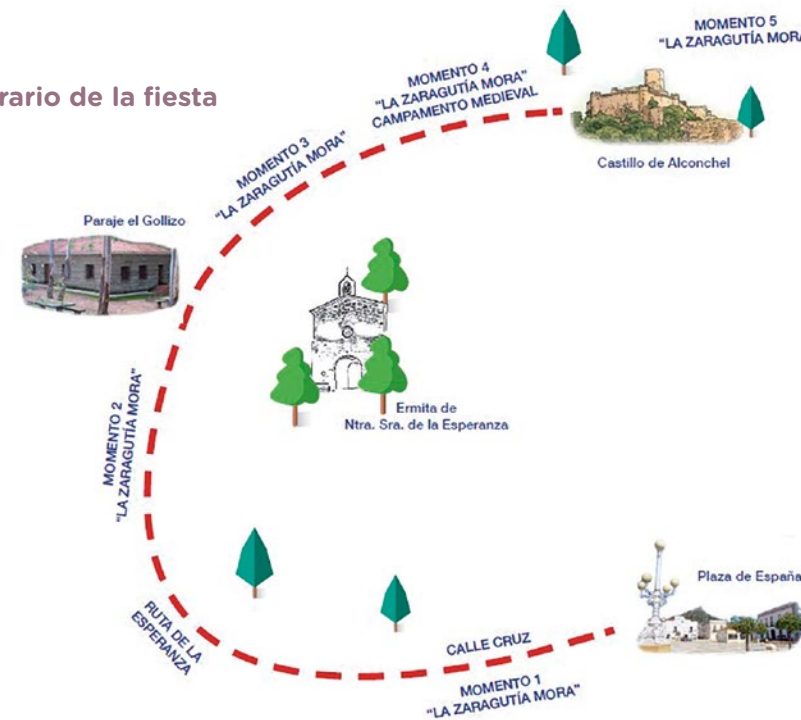 rario de la fiesta
MOMENTO 5
"LA ZARAGUTÍA MORA
MOMENTO 4
"LA ZARAGUTÍA MORA"
CAMPAMENTO MEDIEVAL
Castillo de Alconchel
MOMENTO 3
"LA ZARAGUTÍA MORA"
Paraje el Gollizo
Ermita de
Ntra. Sra. de la Esperanza
MOMENTO 2
"LA ZARAGUTÍA MORA"
RUTA DE LA
ESPERANZA
Plaza de España
CALLE CRUZ
MOMENTO 1
"LA ZARAGUTÍA MORA"